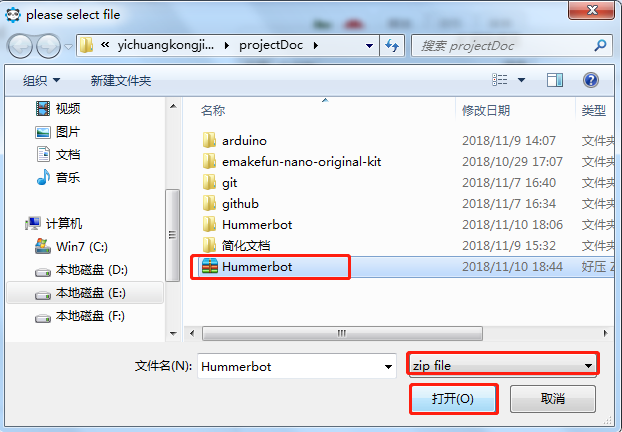 please select file
« yichuangkongji... ▸ projectDoc ▸
搜索 projectDoc
组织 新建文件夹
名称 修改日期 类型
视频
图片
文档
音乐
计算机
Win7 (C:)
本地磁盘 (D:)
本地磁盘 (E:)
本地磁盘 (F:)
arduino 2018/11/9 14:07 文件夹
emakefun-nano-original-kit 2018/10/29 17:07 文件夹
git 2018/11/7 16:40 文件夹
github 2018/11/7 16:34 文件夹
Hummerbot 2018/11/10 18:06 文件夹
简化文档 2018/11/9 15:32 文件夹
Hummerbot 2018/11/10 18:44 好压 Z
文件名(N): Hummerbot zip file
打开(O) 取消